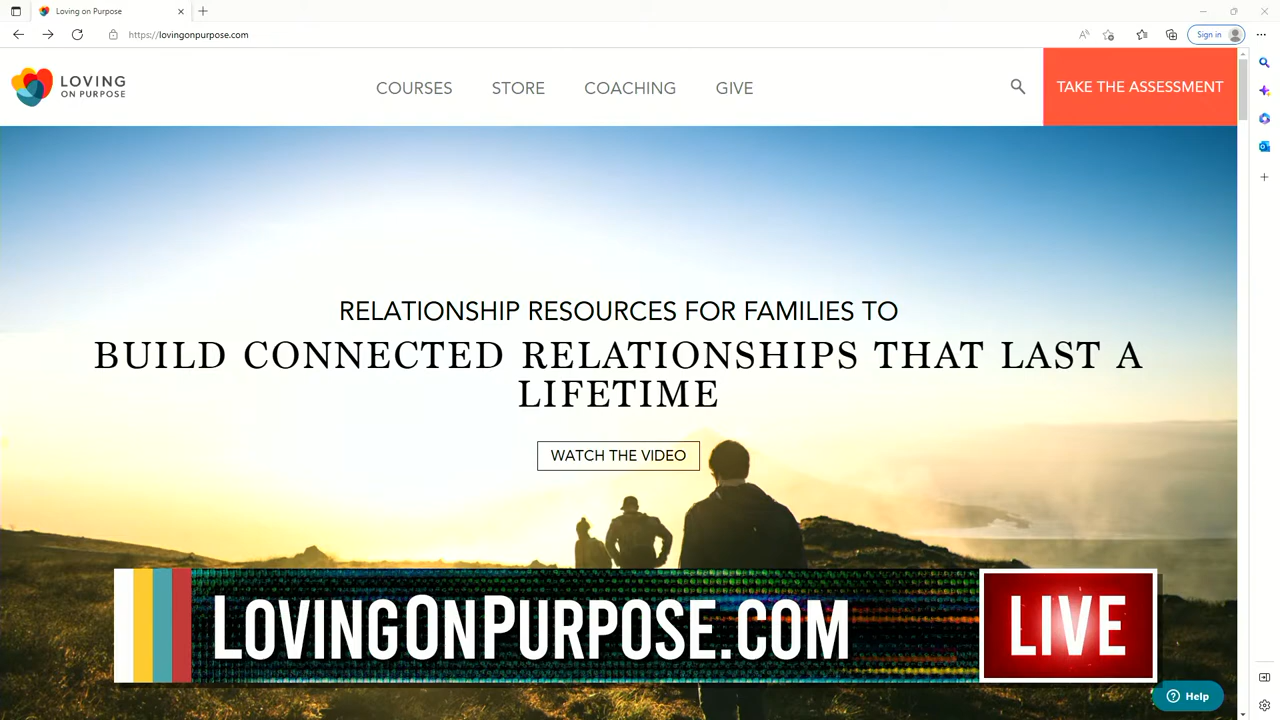 Loving on Purpose
https://lovingonpurpose.com
Sign in
LOVING
ON PURPOSE
COURSES
STORE
COACHING
GIVE
TAKE THE ASSESSMENT
RELATIONSHIP RESOURCES FOR FAMILIES TO
BUILD CONNECTED RELATIONSHIPS THAT LAST A
LIFETIME
WATCH THE VIDEO
LOVINGONPURPOSE.COM
LIVE
Help